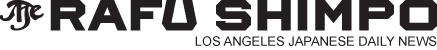 RAFU SHIMPO
LOS ANGELES JAPANESE DAILY NEWS